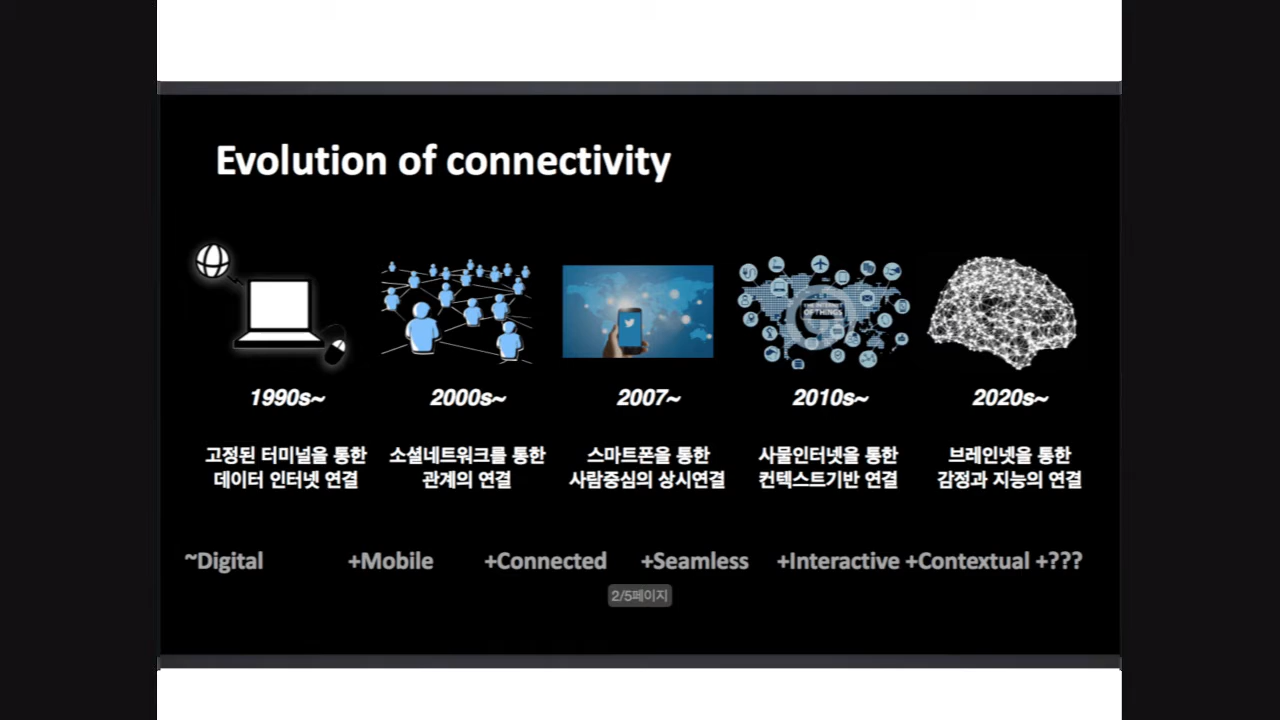 Evolution of connectivity
THE INTERNET
OF THINGS
1990s~
2000s~
2007~
2010s~
2020s~
고정된 터미널을 통한
데이터 인터넷 연결
소셜네트워크를 통한
관계의 연결
스마트폰을 통한
사람중심의 상시연결
사물인터넷을 통한
컨텍스트기반 연결
브레인넷을 통한
감정과 지능의 연결
~Digital +Mobile +Connected +Seamless +Interactive +Contextual +???
2/5페이지